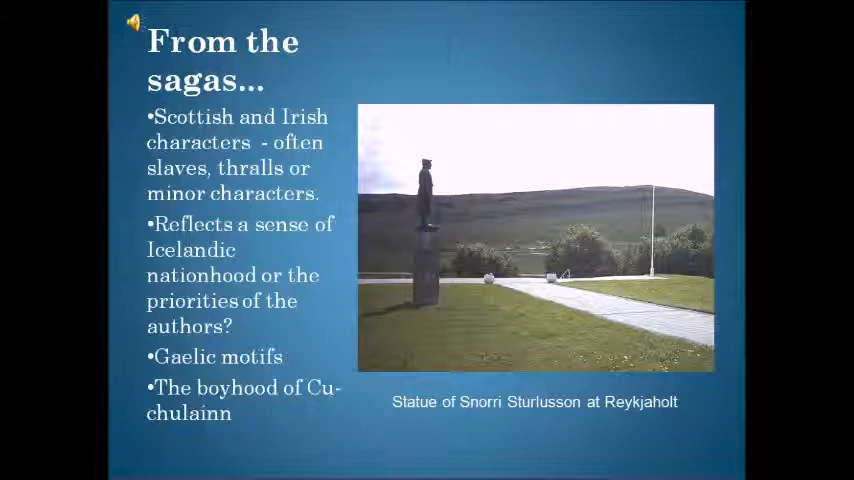 From the
sagas...
•Scottish and Irish
characters - often
slaves, thralls or
minor characters.
•Reflects a sense of
Icelandic
nationhood or the
priorities of the
authors?
•Gaelic motifs
•The boyhood of Cu-
chulainn
Statue of Snorri Sturlusson at Reykjaholt